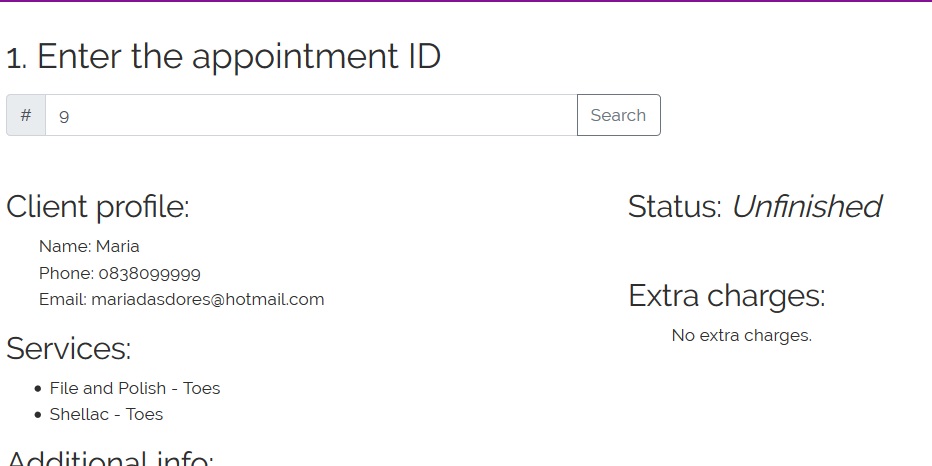 1. Enter the appointment ID
# 9 Search
Client profile:
Name: Maria
Phone: 0838099999
Email: mariadasdores@hotmail.com
Services:
• File and Polish - Toes
• Shellac - Toes
Additional info:
Status: Unfinished
Extra charges:
No extra charges.